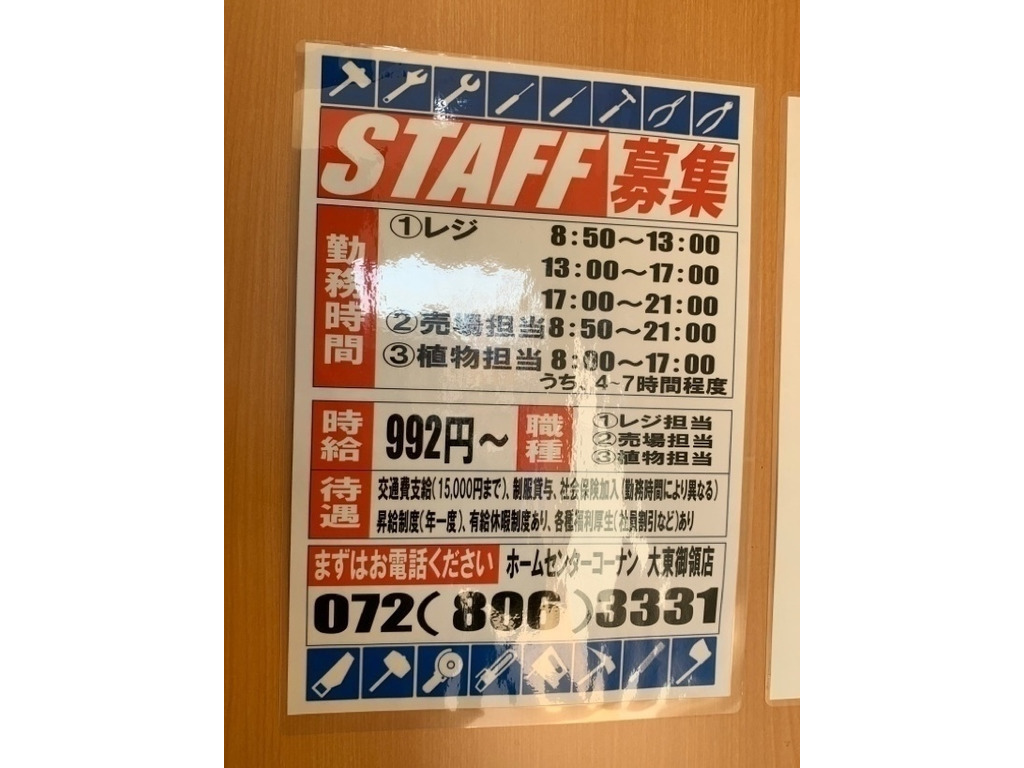 STAFF募集
勤務時間
①レジ 8:50～13:00
13:00～17:00
17:00～21:00
②売場担当 8:50～21:00
③植物担当 8:00～17:00
うち、4~7時間程度
時給 992円～
職種
①レジ担当
②売場担当
③植物担当
待遇
交通費支給(15,000円まで)、制服貸与、社会保険加入(勤務時間により異なる)
昇給制度(年一度)、有給休暇制度あり、各種福利厚生(社員割引など)あり
まずはお電話ください ホームセンターコーナン 大東御領店
072(806)3331